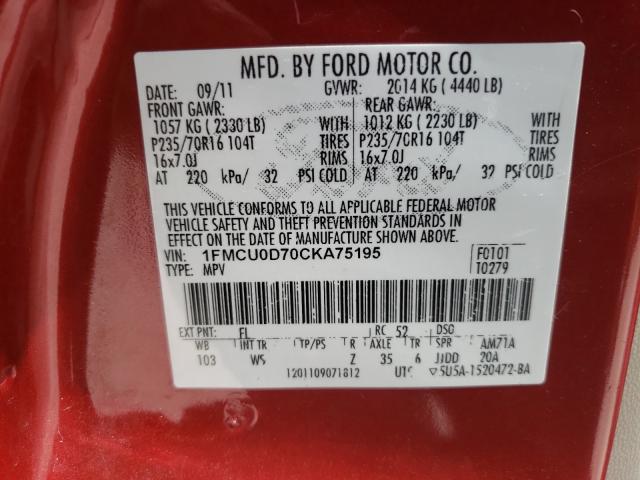 MFD. BY FORD MOTOR CO.
DATE: 09/11 GVWR: 2014 KG ( 4440 LB)
FRONT GAWR: REAR GAWR:
1057 KG ( 2330 LB) WITH 1012 KG ( 2230 LB) WITH
P235/70R16 104T TIRES P235/70R16 104T TIRES
16x7.0J RIMS 16x7.0J RIMS
AT 220 kPa/ 32 PSI COLD AT 220 kPa/ 32 PSI COLD
THIS VEHICLE CONFORMS TO ALL APPLICABLE FEDERAL MOTOR
VEHICLE SAFETY AND THEFT PREVENTION STANDARDS IN
EFFECT ON THE DATE OF MANUFACTURE SHOWN ABOVE.
VIN: 1FMCU0D70CKA75195 F0101
TYPE: MPV T0279
EXT PNT: FL RC 52 DSO
WB INT TR TP/PS R AXLE TR SPR AM71A
103 WS Z 35 6 JJDD 20A
1201109071812 UTC ▽5U5A-1520472-BA